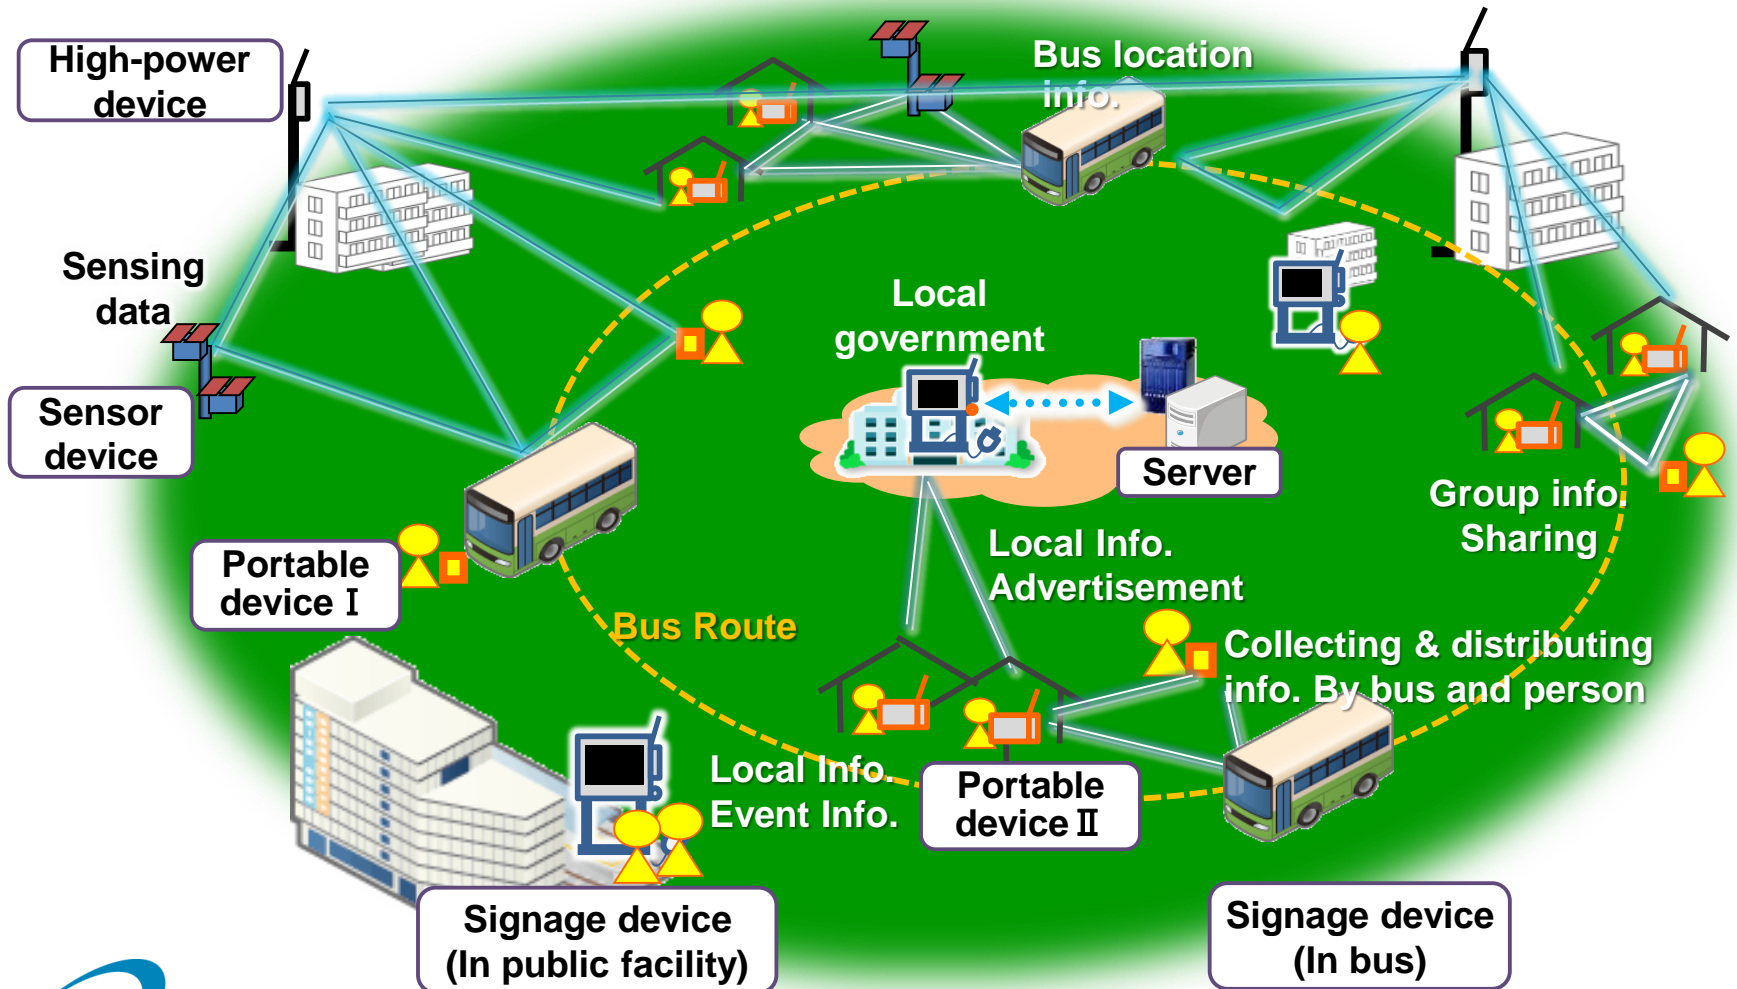 High-power
device
Bus location
info.
Sensing
data
Local
government
Sensor
device
Server
Group info.
Sharing
Portable
device Ⅰ
Local Info.
Advertisement
Bus Route
Collecting & distributing
info. By bus and person
Local Info.
Event Info.
Portable
device Ⅱ
Signage device
(In public facility)
Signage device
(In bus)